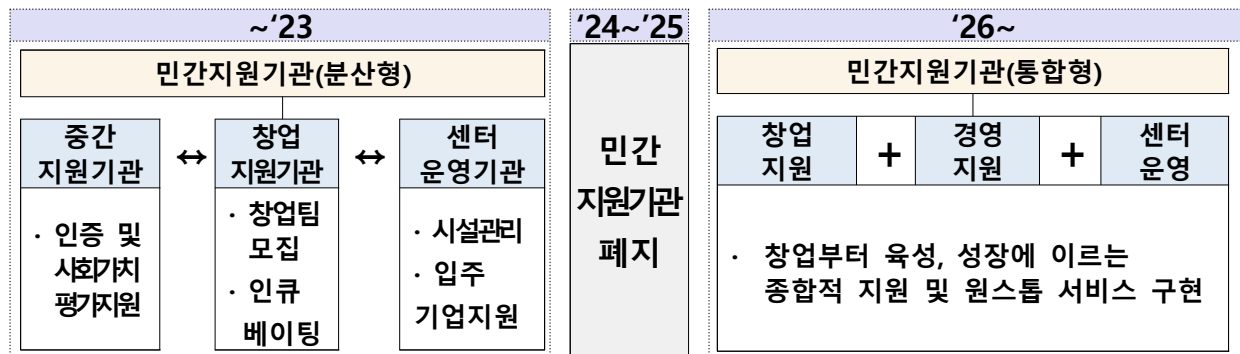 ~‘23
민간지원기관(분산형)
중간
지원기관
↔
창업
지원기관
↔
센터
운영기관
· 인증 및
사회가치
평가지원
· 창업팀
모집
· 인큐
베이팅
· 시설관리
· 입주
기업지원
‘24~’25
민간
지원기관
폐지
‘26~
민간지원기관(통합형)
창업
지원
+
경영
지원
+
센터
운영
· 창업부터 육성, 성장에 이르는
종합적 지원 및 원스톱 서비스 구현